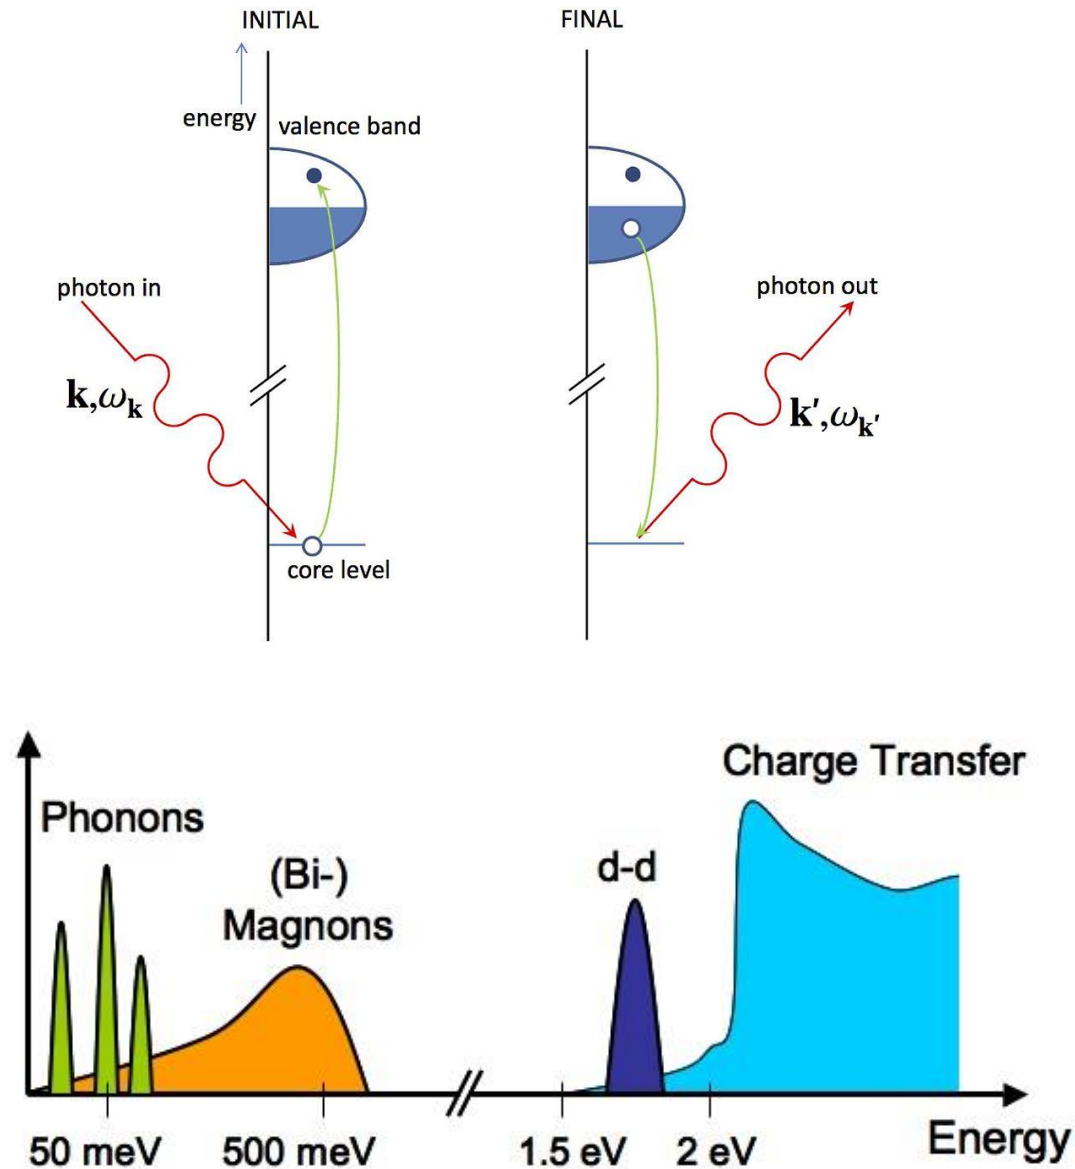 INITIAL
FINAL
energy
valence band
photon in
photon out
k,ωk
k′,ωk′
core level
Charge Transfer
Phonons
(Bi-)
Magnons
d-d
50 meV
500 meV
1.5 eV
2 eV
Energy